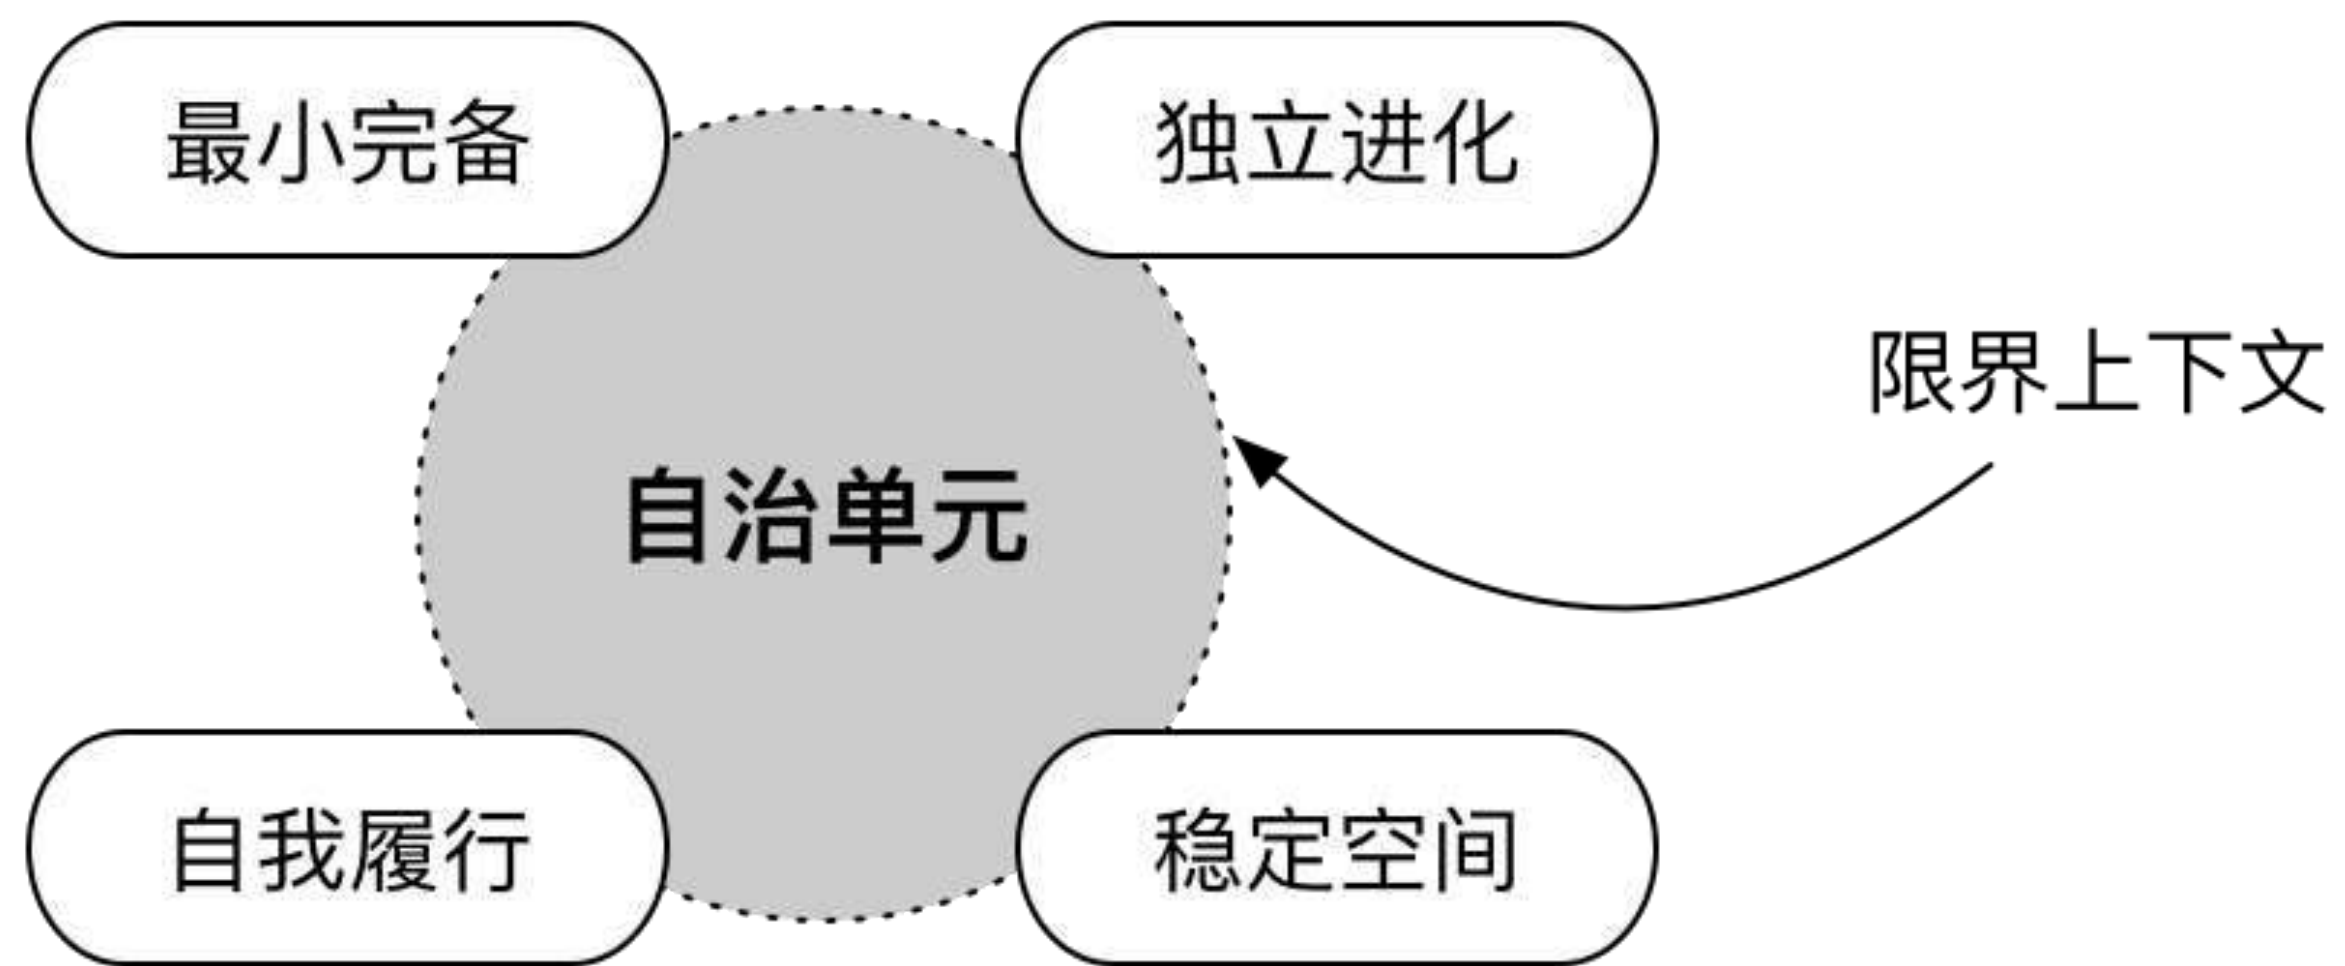 最小完备
独立进化
限界上下文
自治单元
自我履行
稳定空间